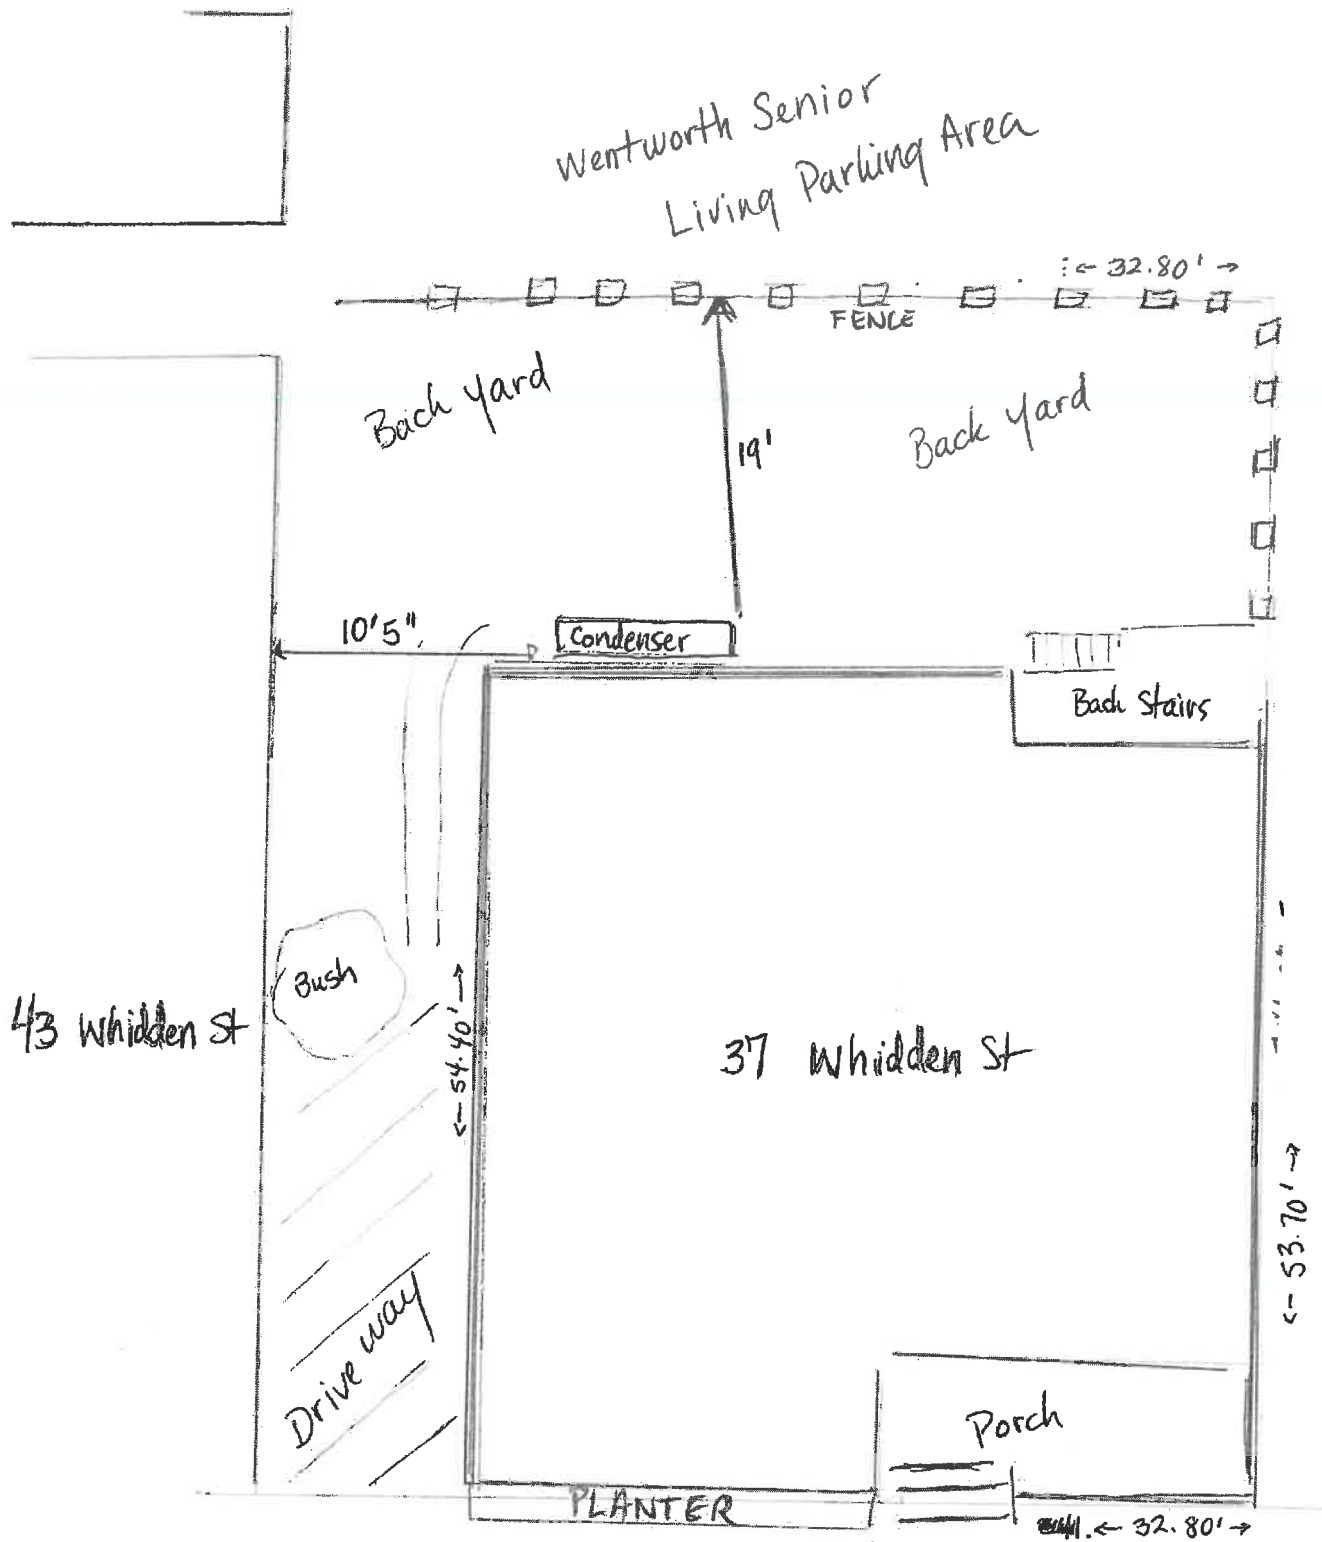 Wentworth Senior
Living Parking Area
← 32.80' →
FENCE
Back Yard
Back Yard
19'
10'5"
Condenser
Back Stairs
Bush
43 Whidden St
← 54.40' →
37 Whidden St
← 53.70' →
Drive way
Porch
PLANTER
← 32.80' →